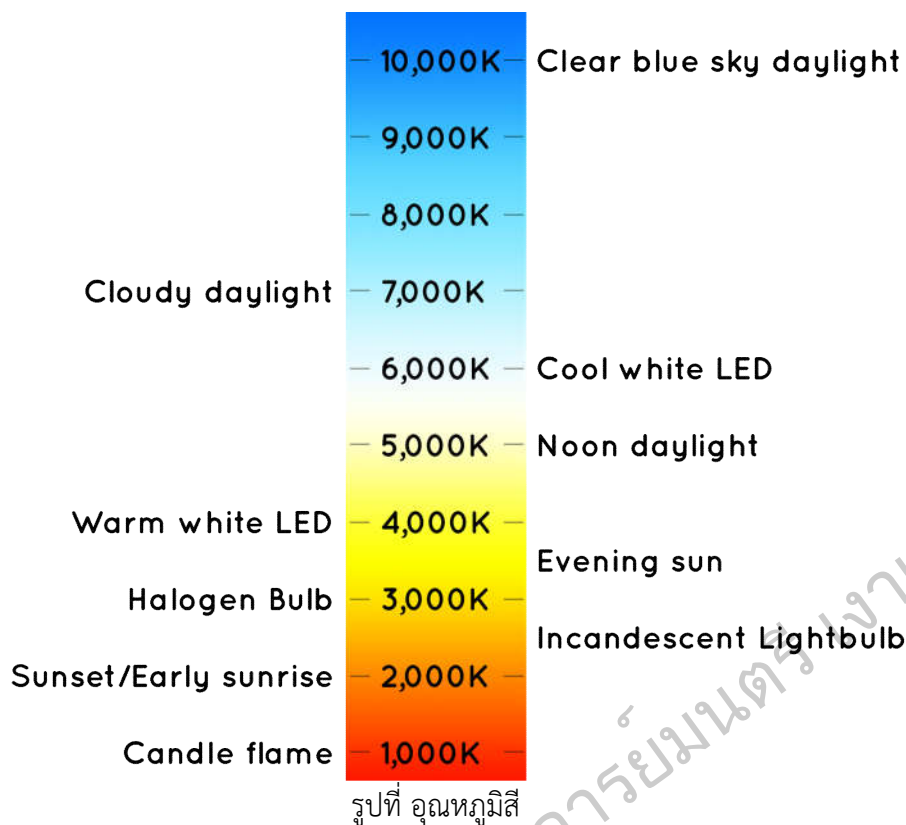 10,000K Clear blue sky daylight
9,000K
8,000K
Cloudy daylight 7,000K
6,000K Cool white LED
5,000K Noon daylight
Warm white LED 4,000K
Evening sun
Halogen Bulb 3,000K
Incandescent Lightbulb
Sunset/Early sunrise 2,000K
Candle flame 1,000K
รูปที่ อุณหภูมิสี